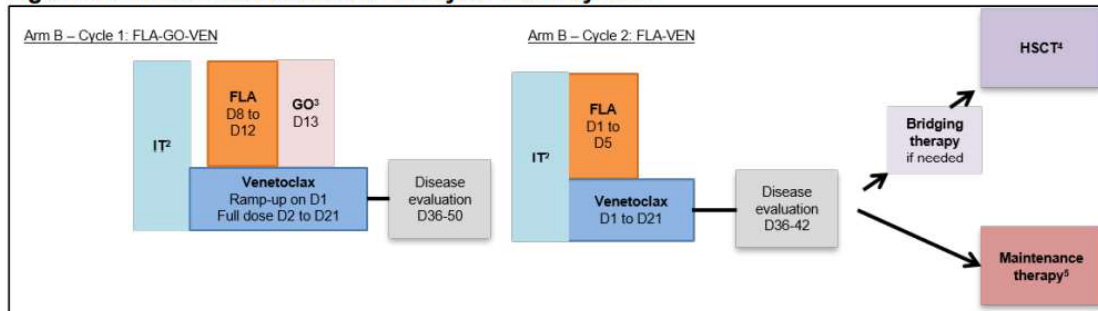 Arm B – Cycle 1: FLA-GO-VEN
IT²
FLA
D8 to
D12
GO³
D13
Venetoclax
Ramp-up on D1
Full dose D2 to D21
Disease
evaluation
D36-50
Arm B – Cycle 2: FLA-VEN
IT²
FLA
D1 to
D5
Venetoclax
D1 to D21
Disease
evaluation
D36-42
Bridging
therapy
if needed
HSCT⁴
Maintenance
therapy⁵